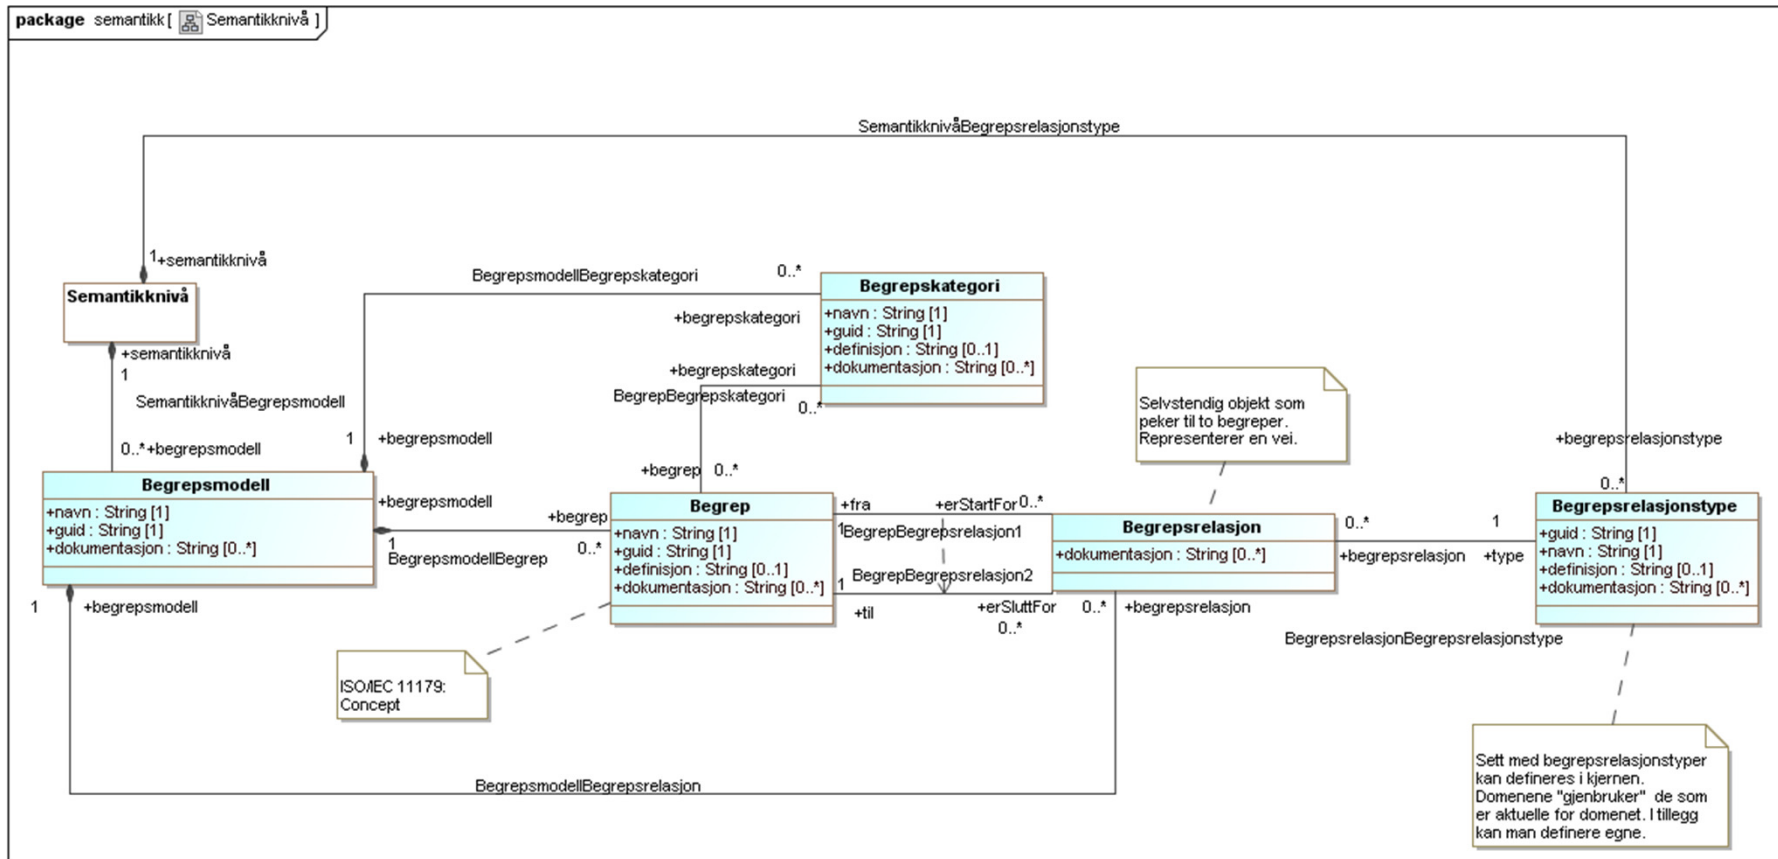 package semantikk [ Semantikknivå ]
SemantikknivåBegrepsrelasjonstype
1 +semantikknivå
Semantikknivå
+semantikknivå
1
SemantikknivåBegrepsmodell
0..* +begrepsmodell
BegrepsmodellBegrepskategori
0..*
+begrepskategori
1
+begrepsmodell
Begrepskategori
+navn : String [1]
+guid : String [1]
+definisjon : String [0..1]
+dokumentasjon : String [0..*]
+begrepskategori
BegrepBegrepskategori
0..*
+begrep
0..*
Selvstendig objekt som
peker til to begreper.
Representerer en vei.
+begrepsrelasjonstype
0..*
Begrepsmodell
+navn : String [1]
+guid : String [1]
+dokumentasjon : String [0..*]
+begrepsmodell
1
BegrepsmodellBegrep
+begrep
0..*
Begrep
+navn : String [1]
+guid : String [1]
+definisjon : String [0..1]
+dokumentasjon : String [0..*]
+fra
1
+erStartFor 0..*
BegrepBegrepsrelasjon1
BegrepBegrepsrelasjon2
1
+til
+erSluttFor
0..*
Begrepsrelasjon
+dokumentasjon : String [0..*]
0..*
+begrepsrelasjon
1
+type
BegrepsrelasjonBegrepsrelasjonstype
Begrepsrelasjonstype
+guid : String [1]
+navn : String [1]
+definisjon : String [0..1]
+dokumentasjon : String [0..*]
1
+begrepsmodell
0..*
+begrepsrelasjon
BegrepsmodellBegrepsrelasjon
ISO/IEC 11179:
Concept
Sett med begrepsrelasjonstyper
kan defineres i kjernen.
Domenene "gjenbruker" de som
er aktuelle for domenet. I tillegg
kan man definere egne.